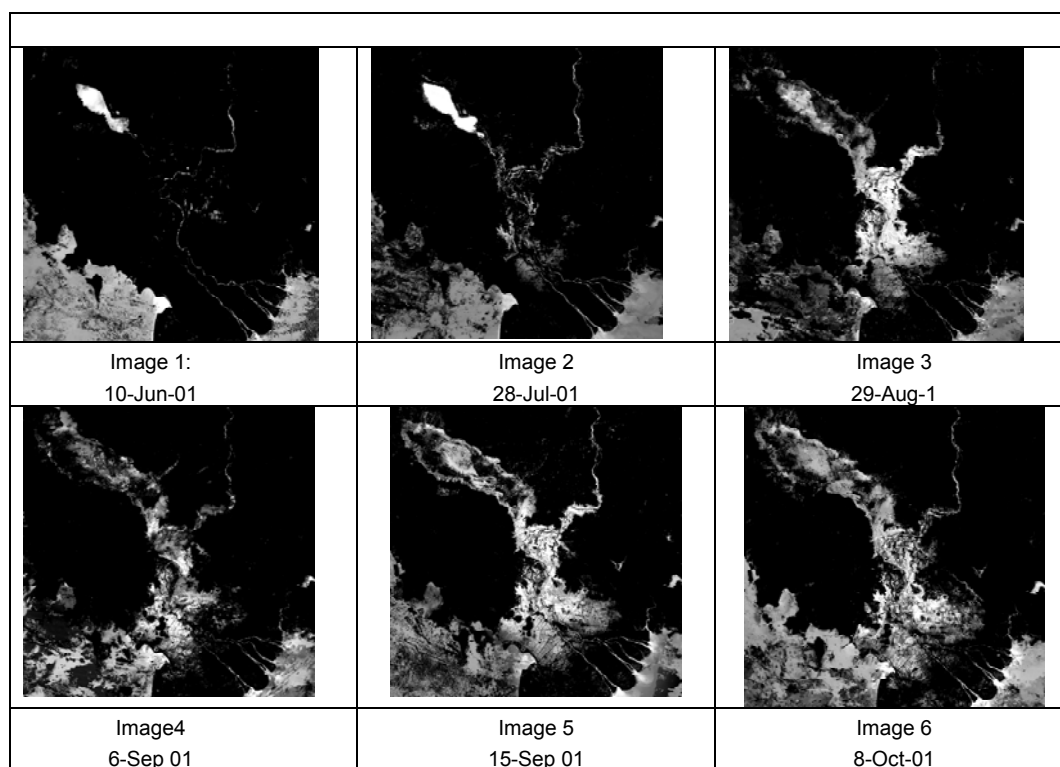 Image 1:
10-Jun-01
Image 2
28-Jul-01
Image 3
29-Aug-1
Image4
6-Sep 01
Image 5
15-Sep 01
Image 6
8-Oct-01